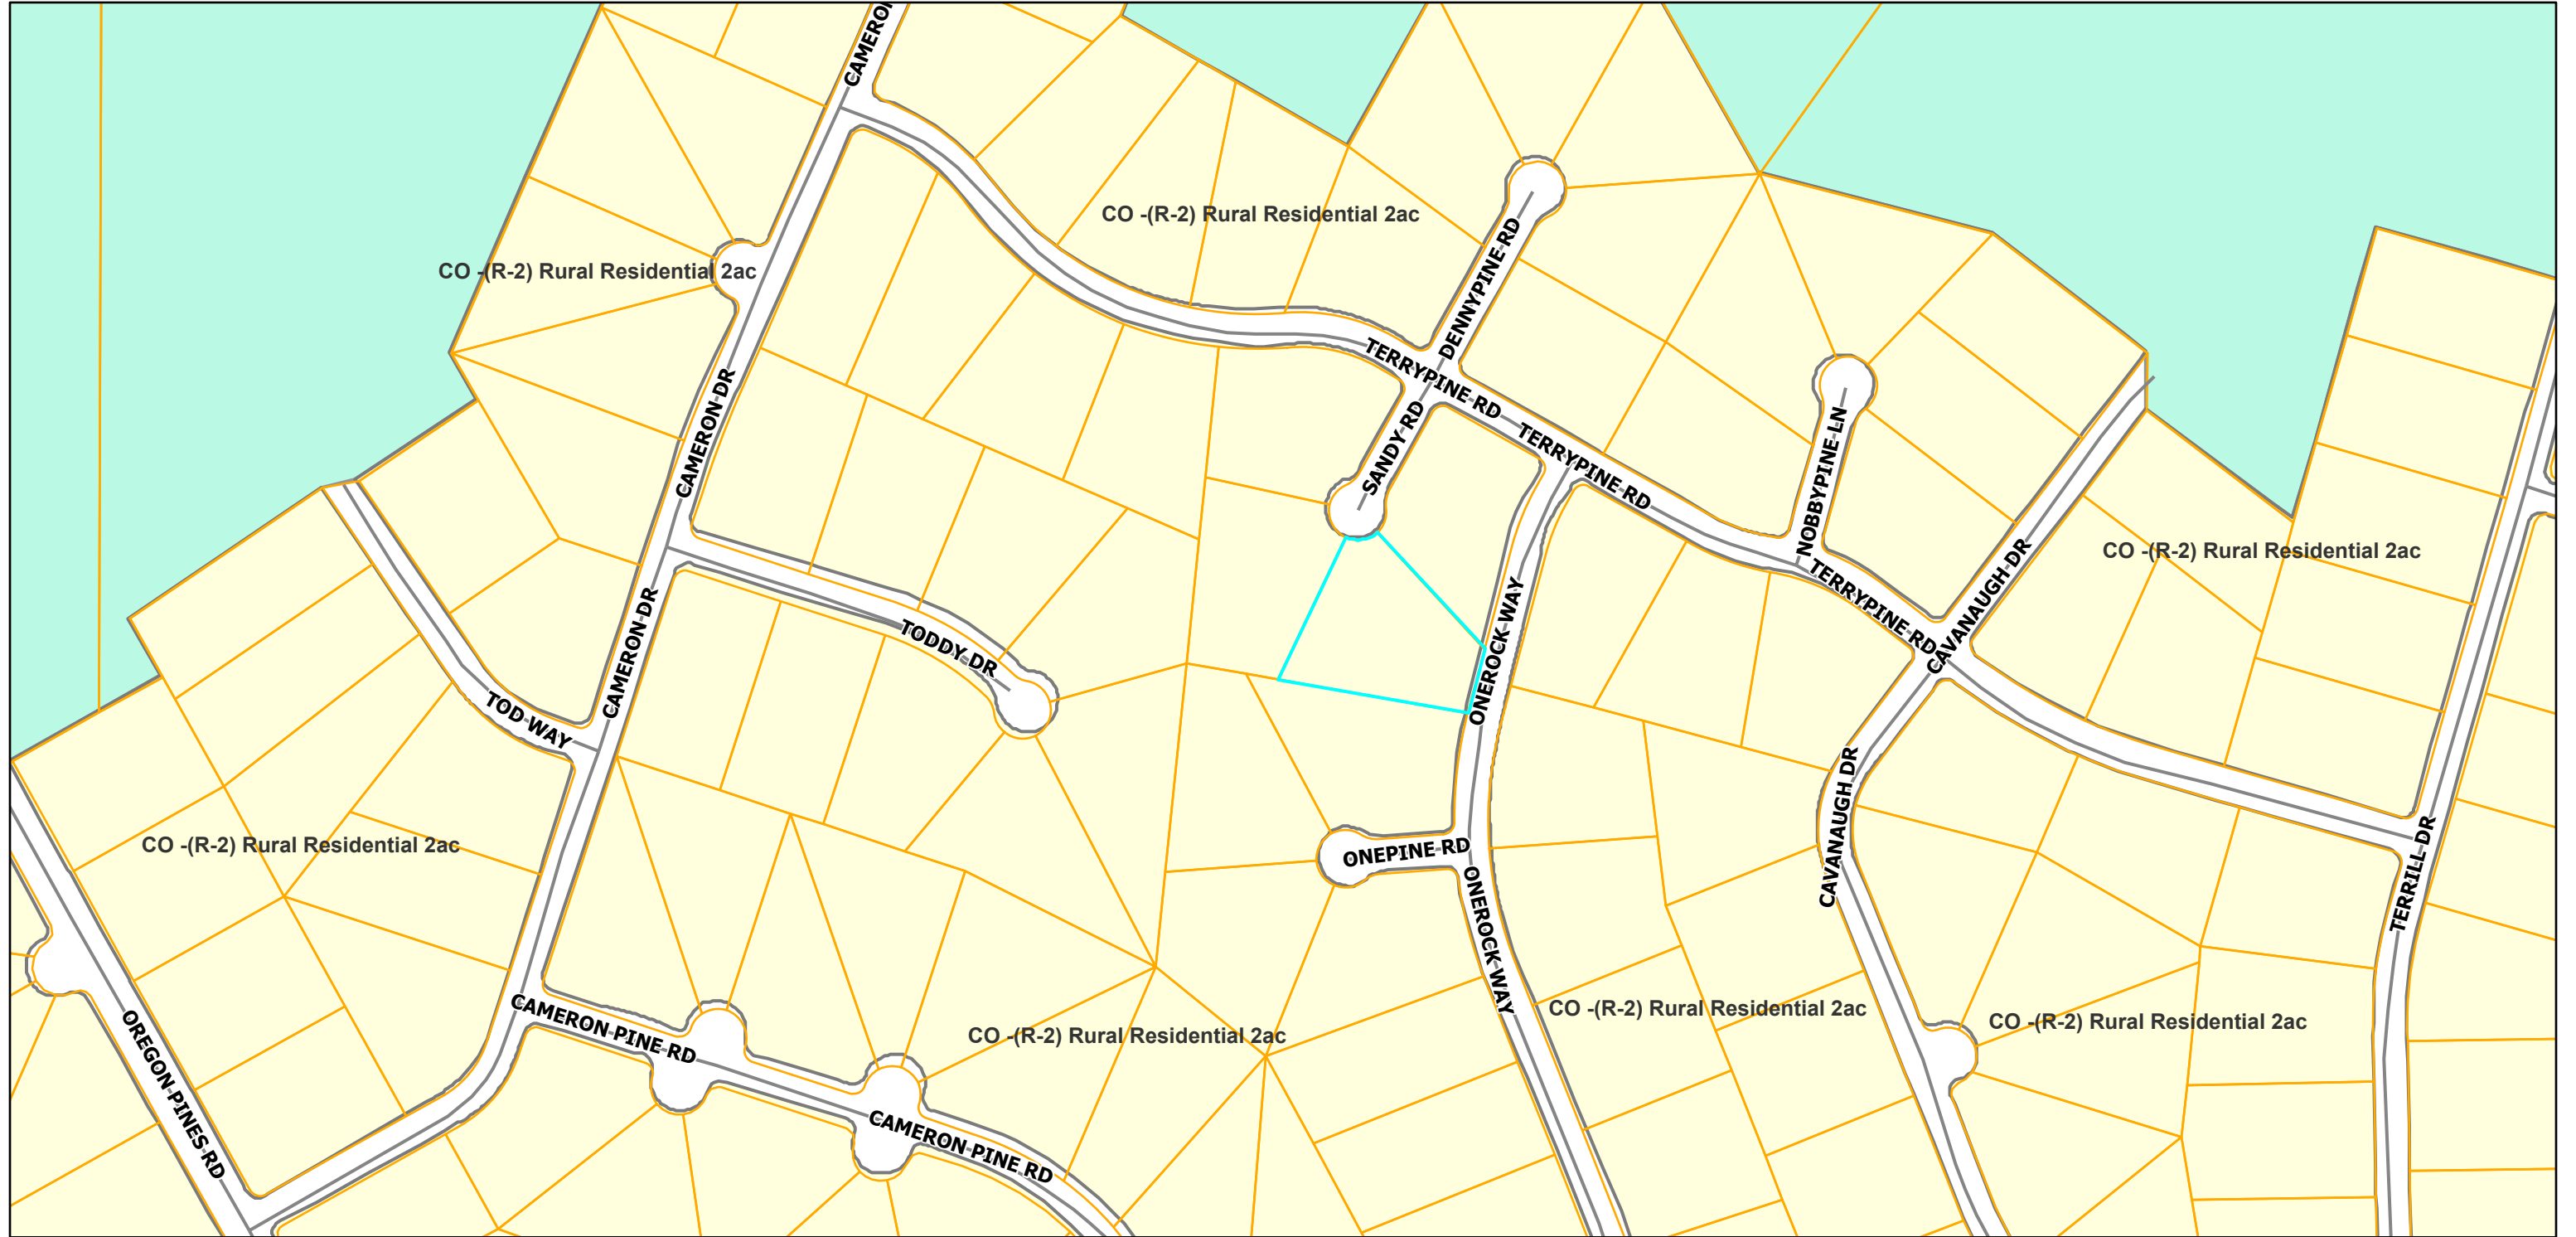 CAMERON
CO -(R-2) Rural Residential 2ac
DENNYPINE RD
CO -(R-2) Rural Residential 2ac
TERRYPINE RD
CAMERON DR
SANDY RD
TERRYPINE RD
NOBBYPINE LN
CO -(R-2) Rural Residential 2ac
CAVANAUGH DR
TERRYPINE RD
ONEROCK WAY
CAMERON DR
TODDY DR
TOD WAY
CAVANAUGH DR
CO -(R-2) Rural Residential 2ac
ONEPINE RD
TERRILL DR
ONEROCK WAY
CAMERON PINE RD
CO -(R-2) Rural Residential 2ac
CO -(R-2) Rural Residential 2ac
CO -(R-2) Rural Residential 2ac
OREGON PINES RD
CAMERON PINE RD